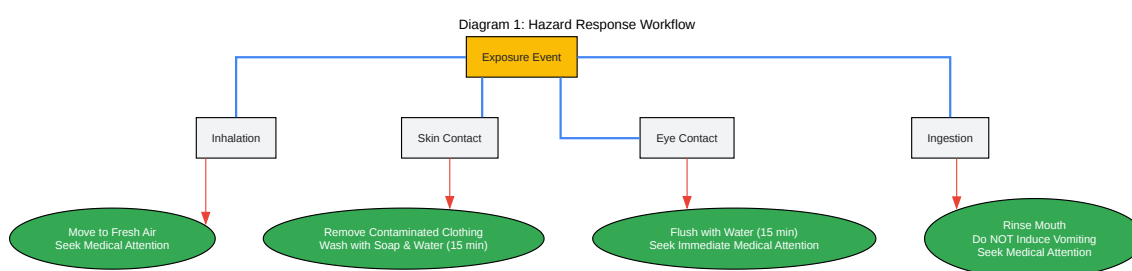 Diagram 1: Hazard Response Workflow
Exposure Event
Inhalation
Skin Contact
Eye Contact
Ingestion
Move to Fresh Air
Seek Medical Attention
Remove Contaminated Clothing
Wash with Soap & Water (15 min)
Flush with Water (15 min)
Seek Immediate Medical Attention
Rinse Mouth
Do NOT Induce Vomiting
Seek Medical Attention